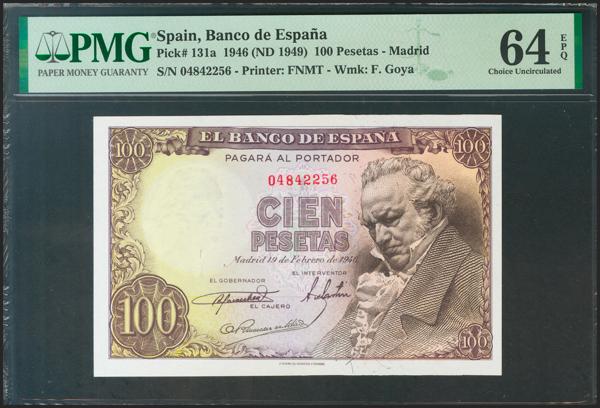 PMG
PAPER MONEY GUARANTY
Spain, Banco de España
Pick# 131a 1946 (ND 1949) 100 Pesetas - Madrid
S/N 04842256 - Printer: FNMT - Wmk: F. Goya
64 EPQ
Choice Uncirculated
EL BANCO DE ESPAÑA
100
100
PAGARÁ AL PORTADOR
04842256
CIEN
PESETAS
Madrid 19 de Febrero de 1946
EL GOBERNADOR
EL INTERVENTOR
EL CAJERO
100
100